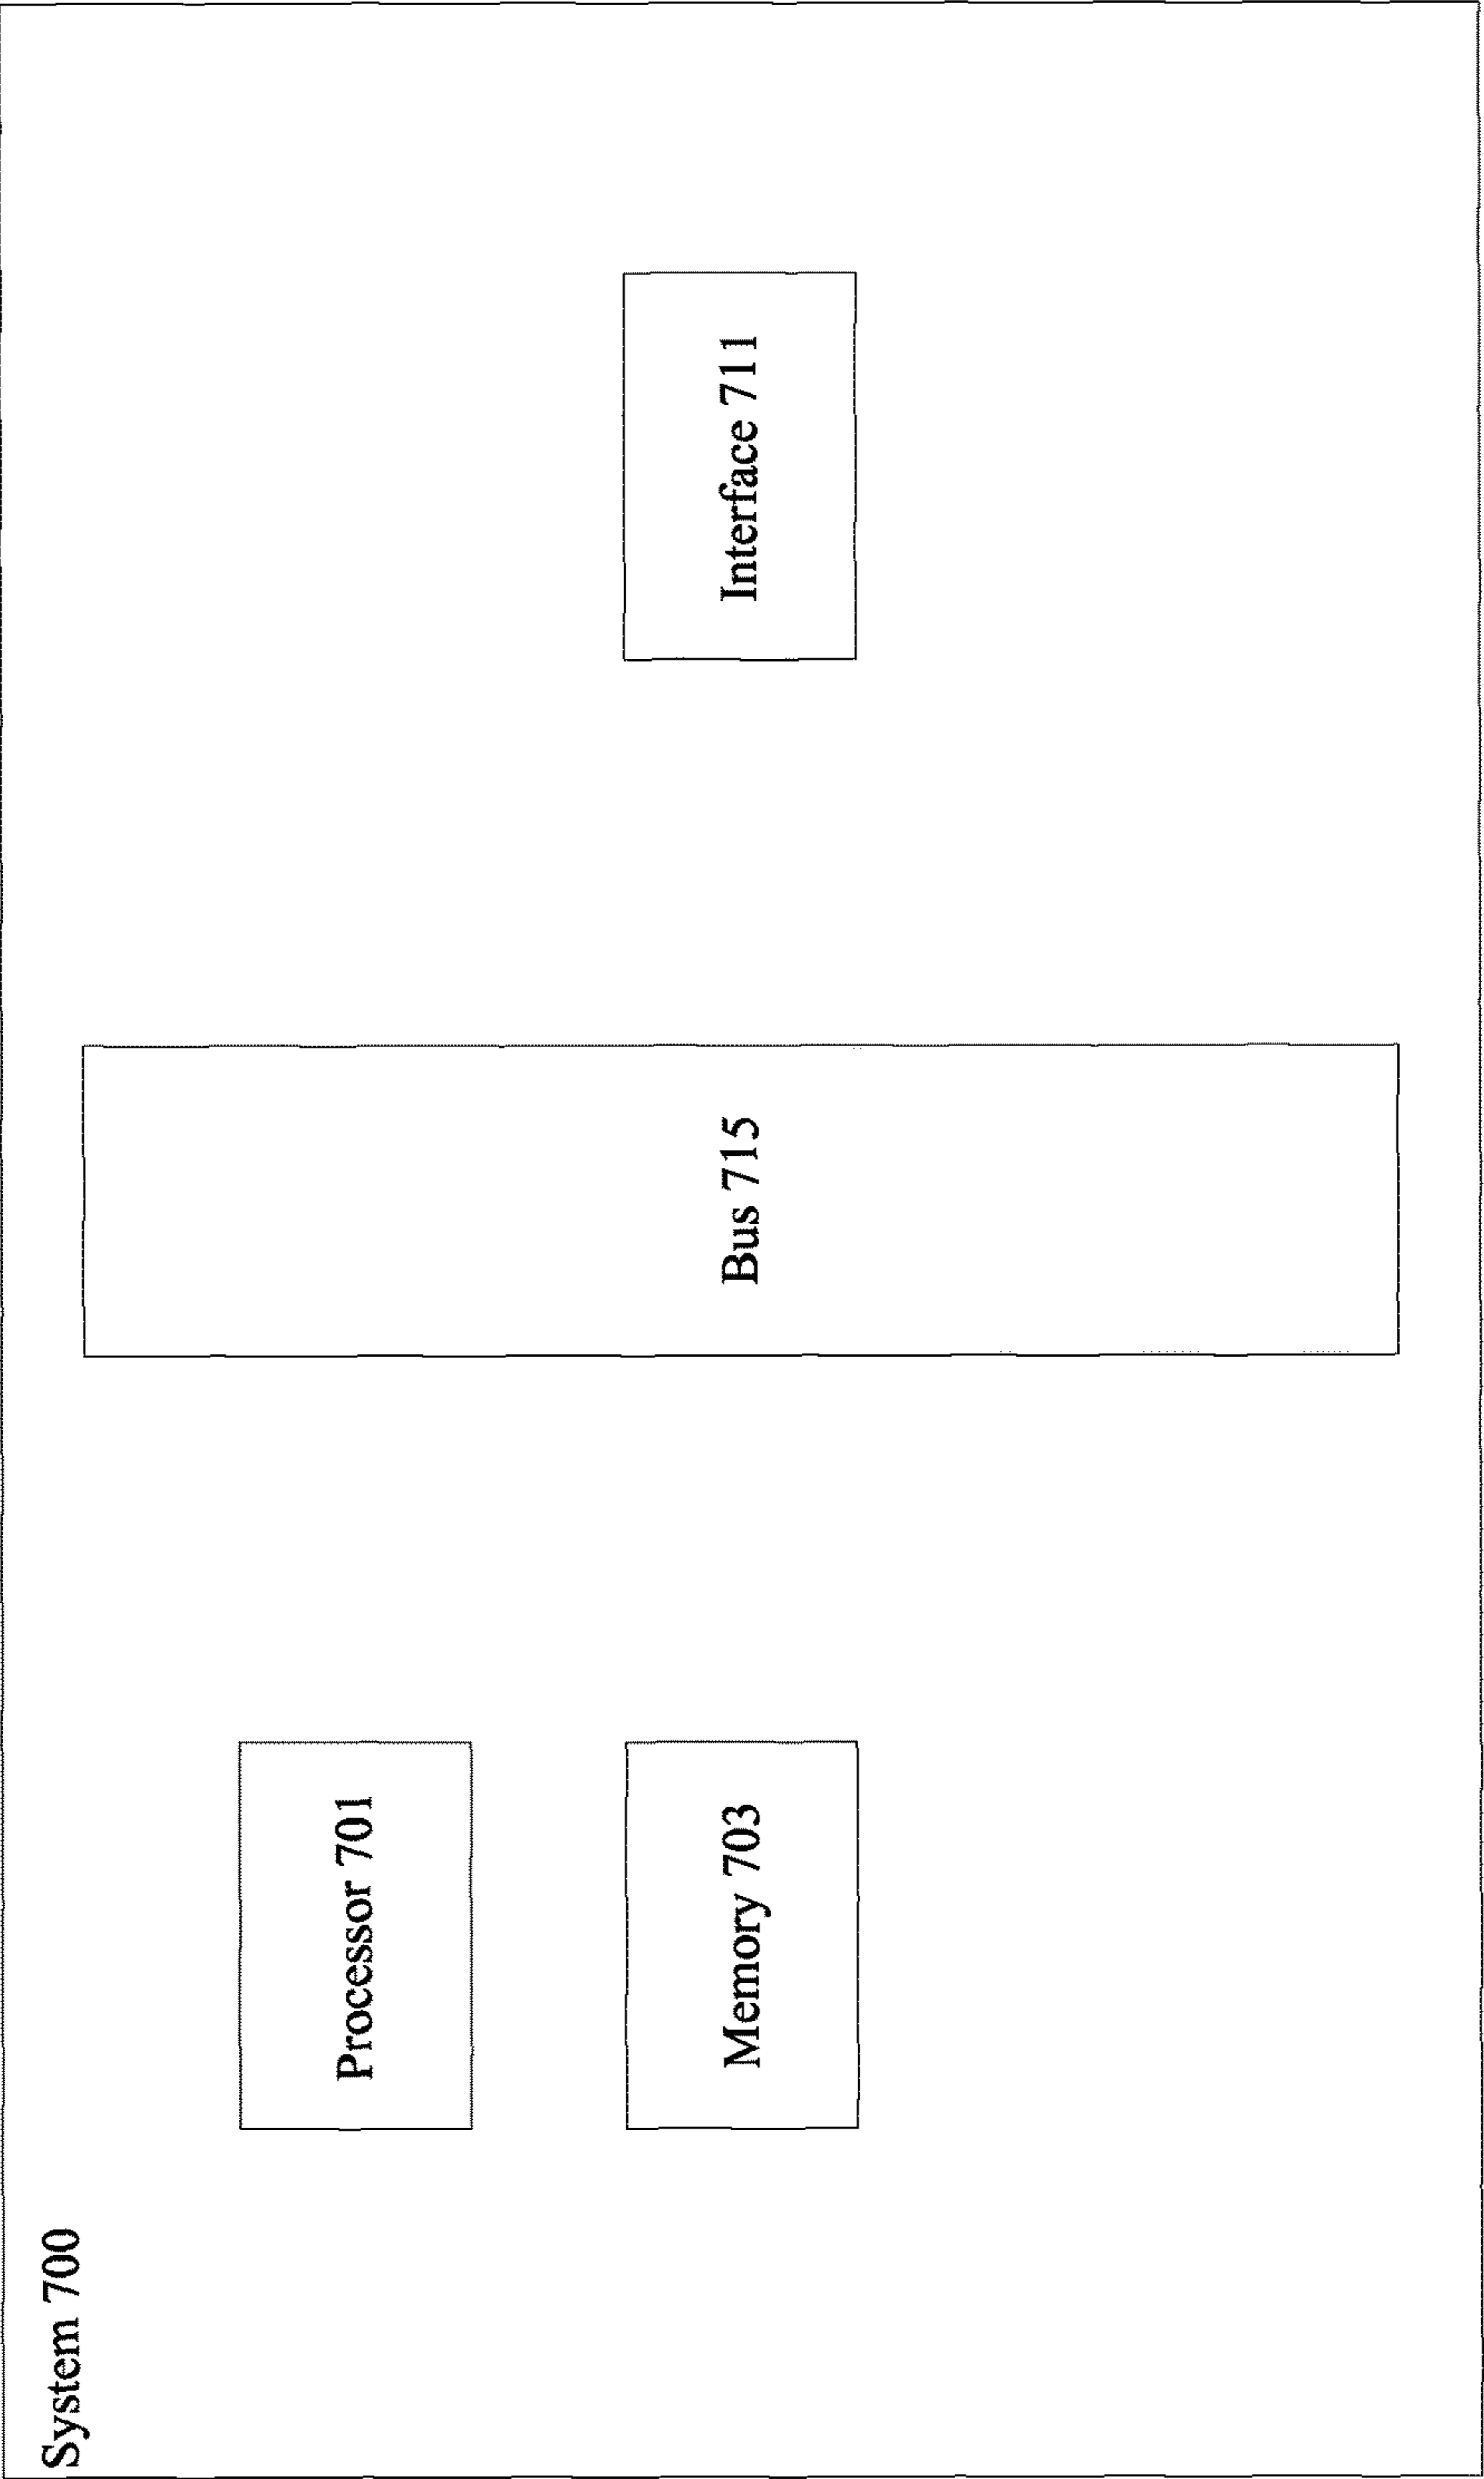 System 700
Processor 701
Memory 703
Bus 715
Interface 711